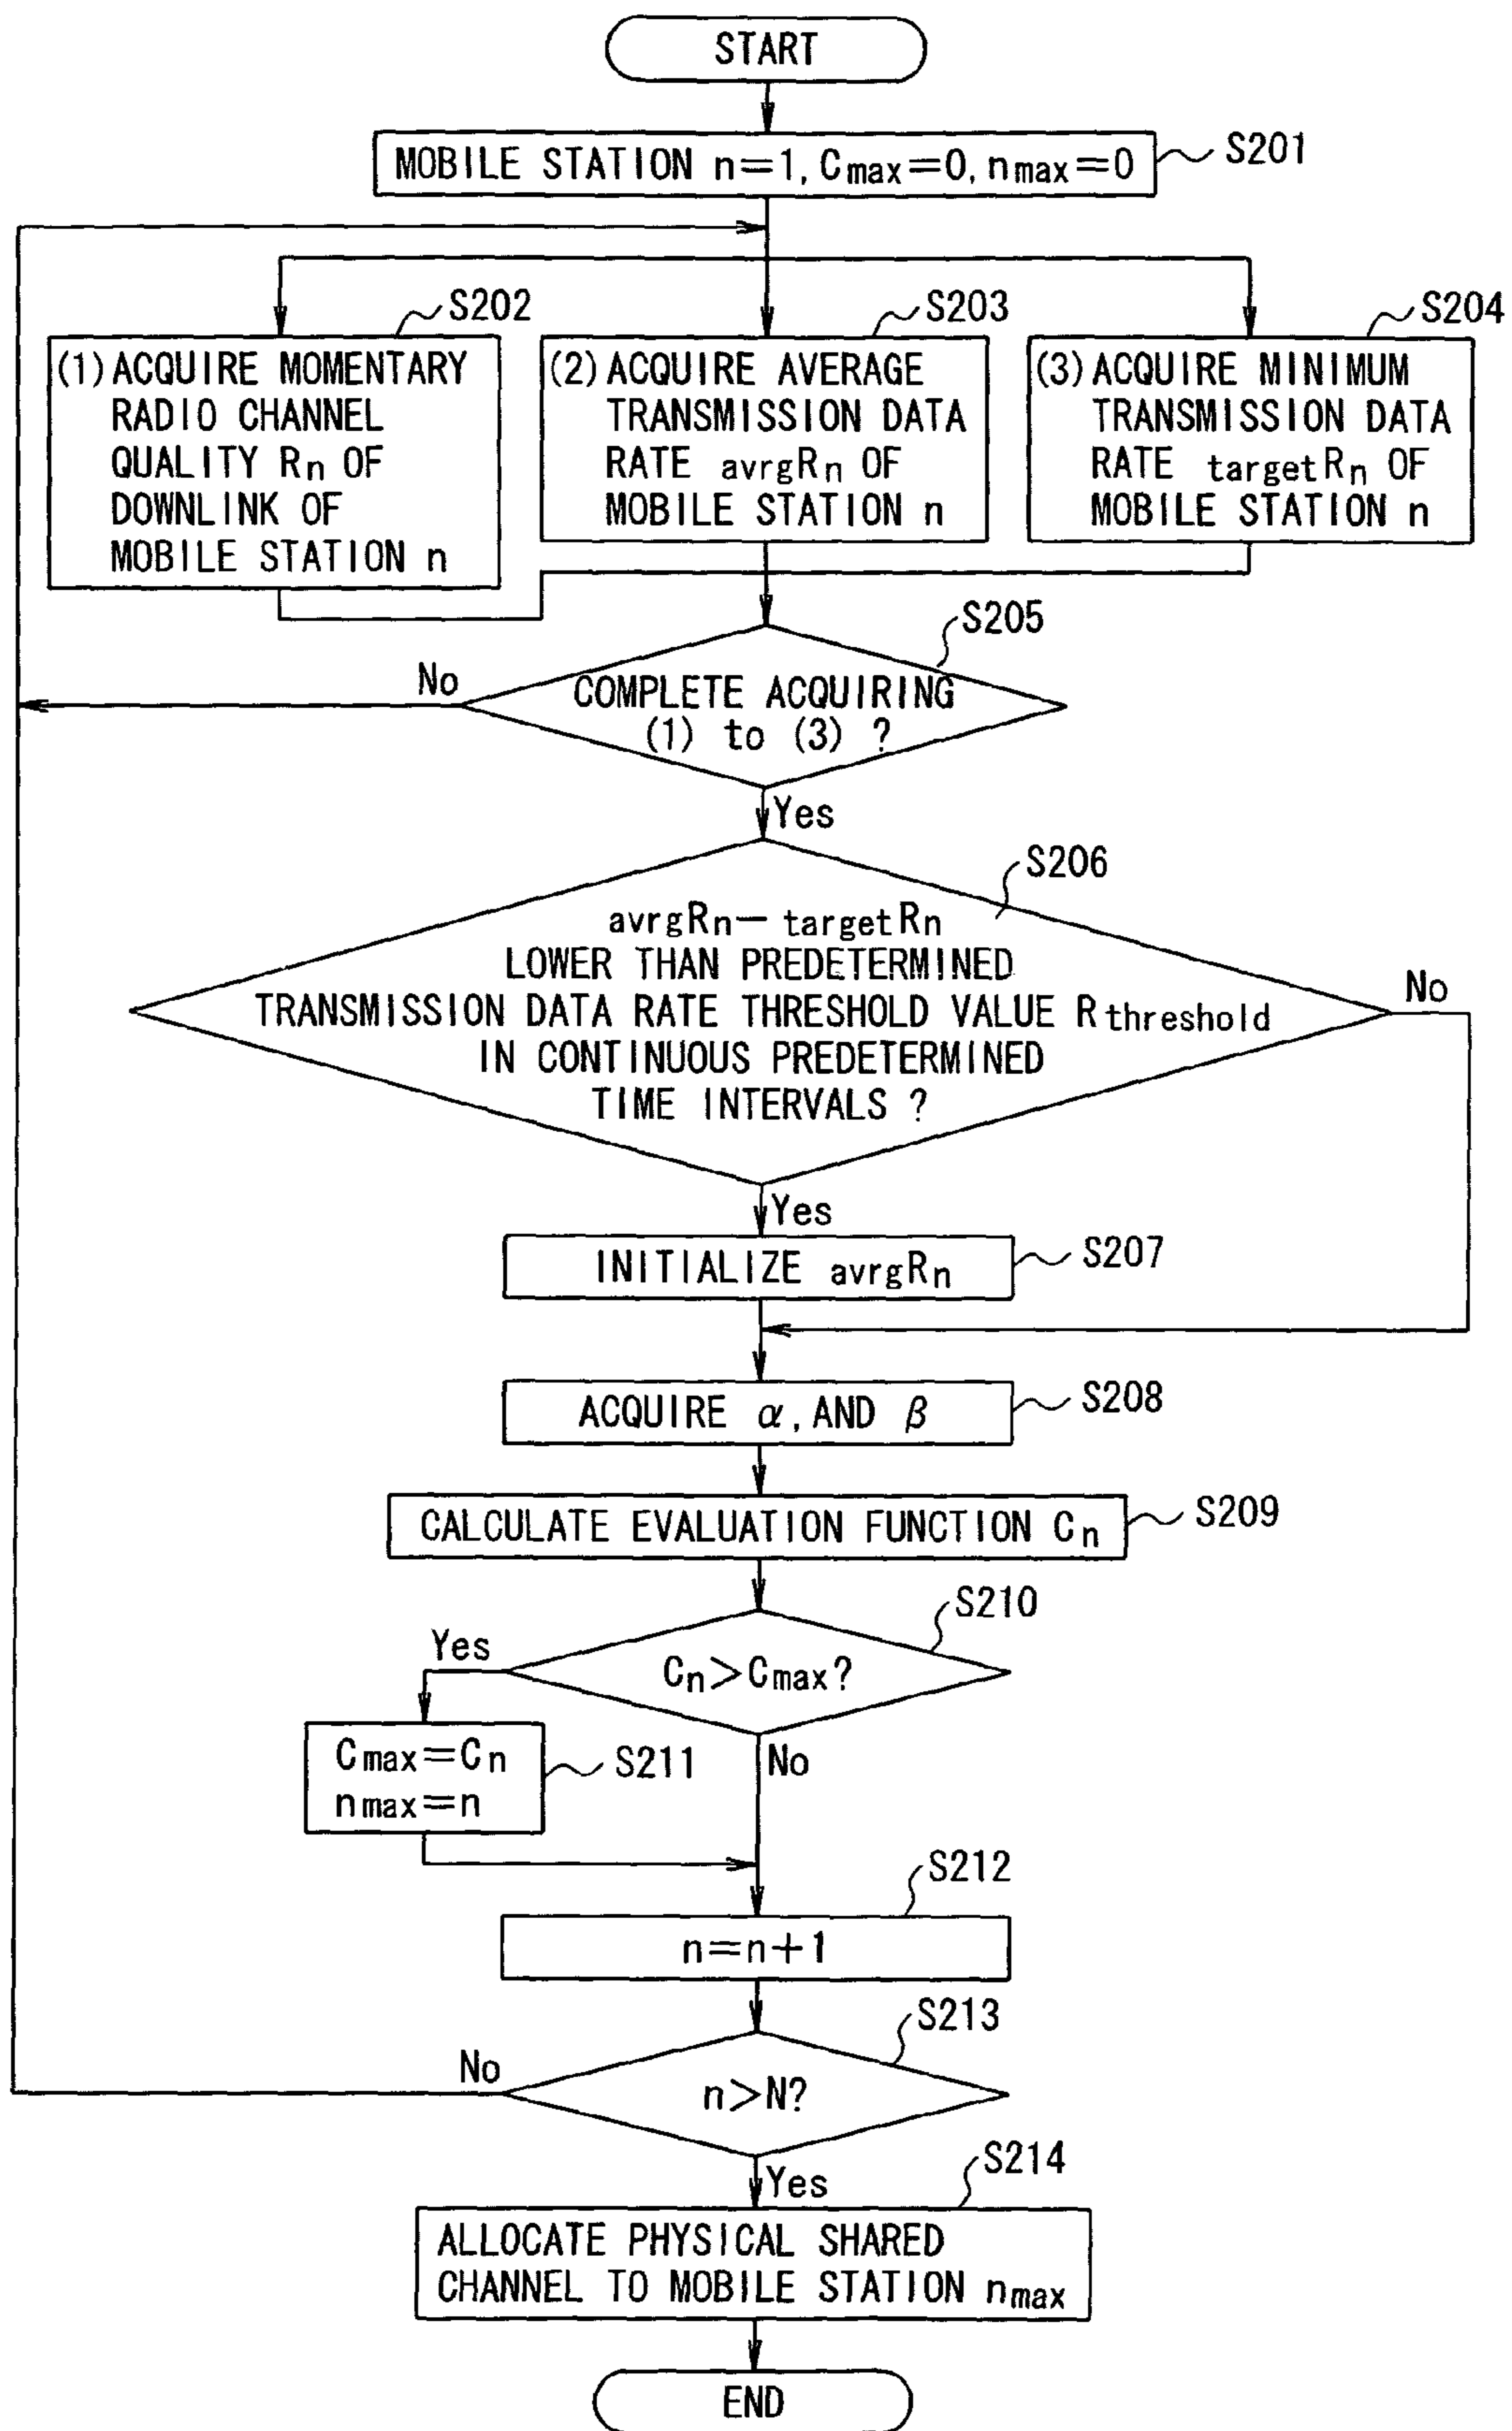 START
MOBILE STATION n=1, Cmax=0, nmax=0
S201
S202
(1) ACQUIRE MOMENTARY
RADIO CHANNEL
QUALITY Rn OF
DOWNLINK OF
MOBILE STATION n
S203
(2) ACQUIRE AVERAGE
TRANSMISSION DATA
RATE avrgRn OF
MOBILE STATION n
S204
(3) ACQUIRE MINIMUM
TRANSMISSION DATA
RATE targetRn OF
MOBILE STATION n
S205
No
COMPLETE ACQUIRING
(1) to (3) ?
Yes
S206
avrgRn− targetRn
LOWER THAN PREDETERMINED
TRANSMISSION DATA RATE THRESHOLD VALUE Rthreshold
IN CONTINUOUS PREDETERMINED
TIME INTERVALS ?
No
Yes
INITIALIZE avrgRn
S207
ACQUIRE α, AND β
S208
CALCULATE EVALUATION FUNCTION Cn
S209
S210
Yes
Cn>Cmax?
No
Cmax=Cn
nmax=n
S211
S212
n=n+1
S213
No
n>N?
Yes
S214
ALLOCATE PHYSICAL SHARED
CHANNEL TO MOBILE STATION nmax
END